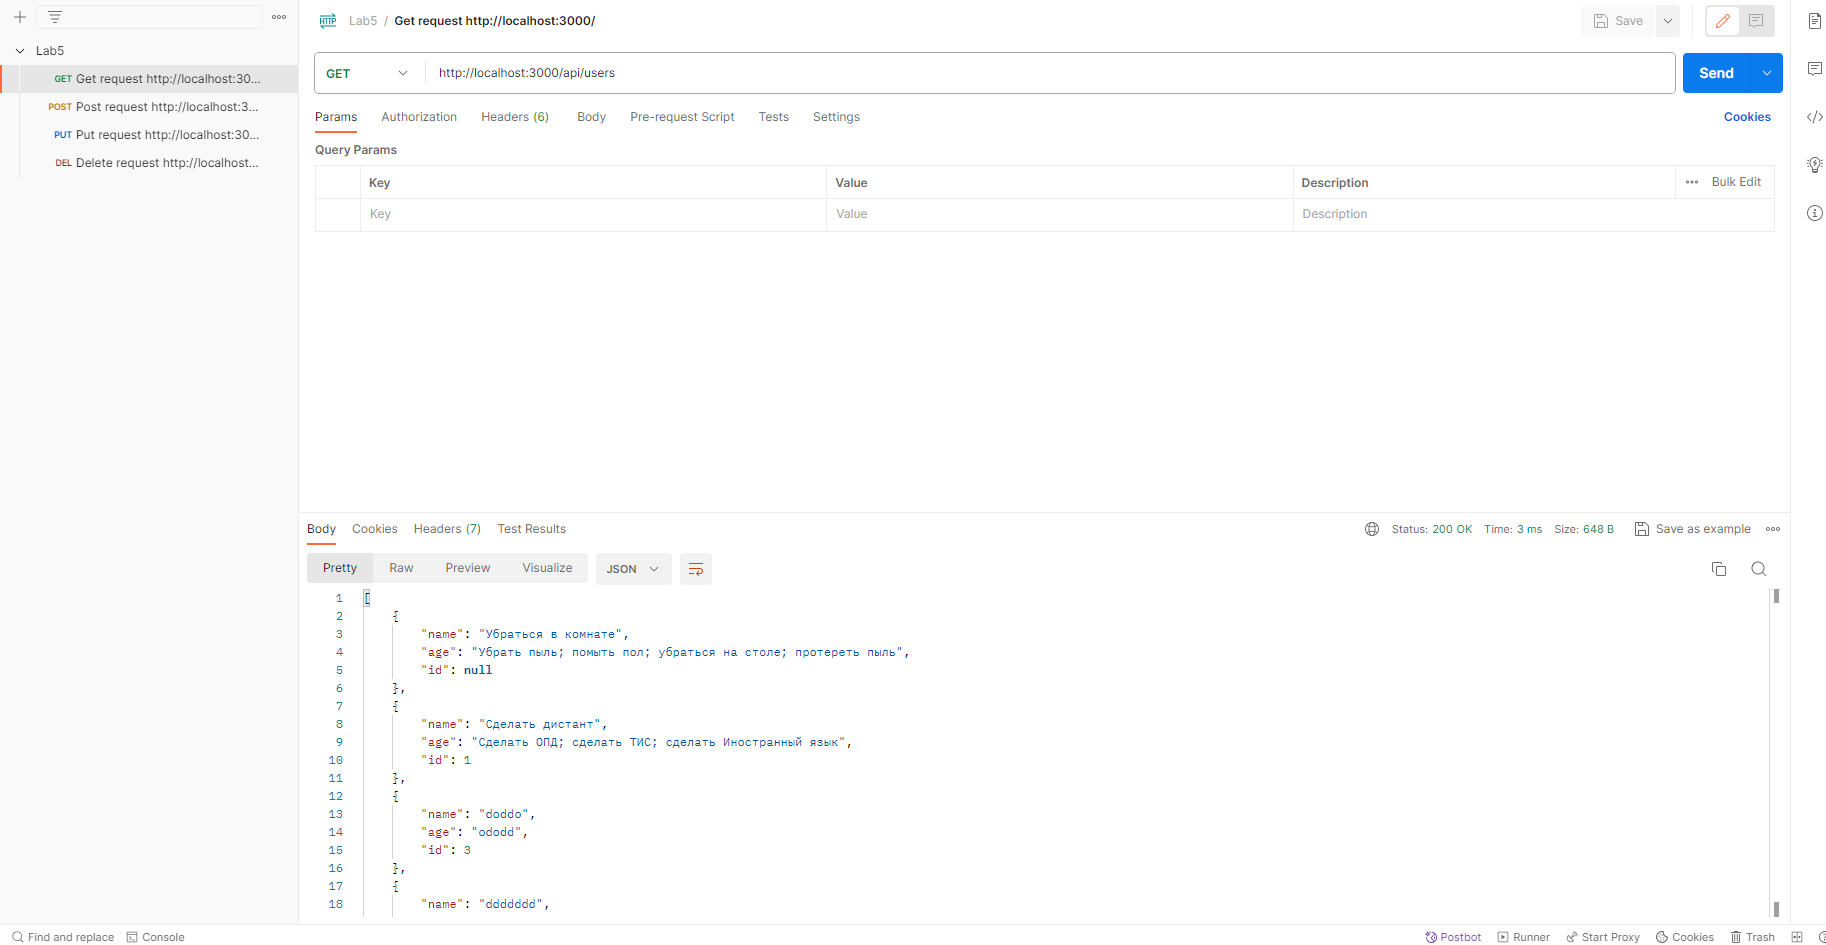 Lab5
GET Get request http://localhost:30...
POST Post request http://localhost:3...
PUT Put request http://localhost:30...
DEL Delete request http://localhost...
HTTP Lab5 / Get request http://localhost:3000/
Save
GET http://localhost:3000/api/users
Send
Params Authorization Headers (6) Body Pre-request Script Tests Settings Cookies
Query Params
Key Value Description Bulk Edit
Key Value Description
Body Cookies Headers (7) Test Results Status: 200 OK Time: 3 ms Size: 648 B Save as example
Pretty Raw Preview Visualize JSON
1 [
2 {
3 "name": "Убраться в комнате",
4 "age": "Убрать пыль; помыть пол; убраться на столе; протереть пыль",
5 "id": null
6 },
7 {
8 "name": "Сделать дистант",
9 "age": "Сделать ОПД; сделать ТИС; сделать Иностранный язык",
10 "id": 1
11 },
12 {
13 "name": "doddo",
14 "age": "ododd",
15 "id": 3
16 },
17 {
18 "name": "ddddddd",
Find and replace Console Postbot Runner Start Proxy Cookies Trash